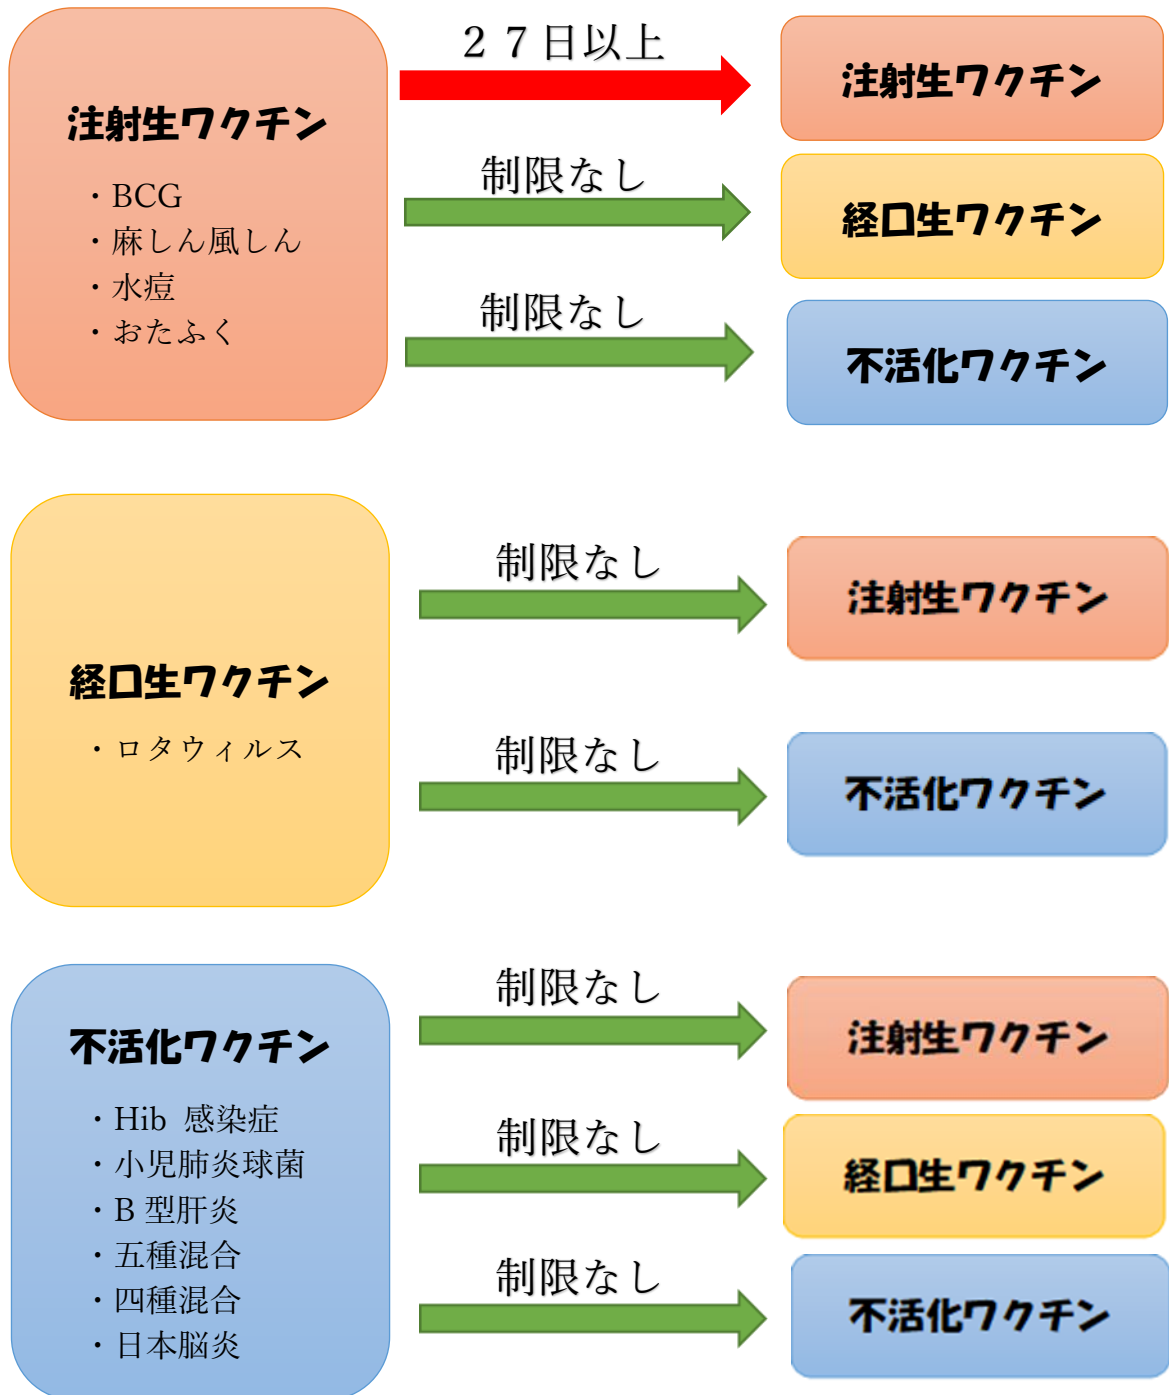 注射生ワクチン
・BCG
・麻しん風しん
・水痘
・おたふく
２７日以上
注射生ワクチン
制限なし
経口生ワクチン
制限なし
不活化ワクチン
経口生ワクチン
・ロタウィルス
制限なし
注射生ワクチン
制限なし
不活化ワクチン
不活化ワクチン
・Hib 感染症
・小児肺炎球菌
・B 型肝炎
・五種混合
・四種混合
・日本脳炎
制限なし
注射生ワクチン
制限なし
経口生ワクチン
制限なし
不活化ワクチン